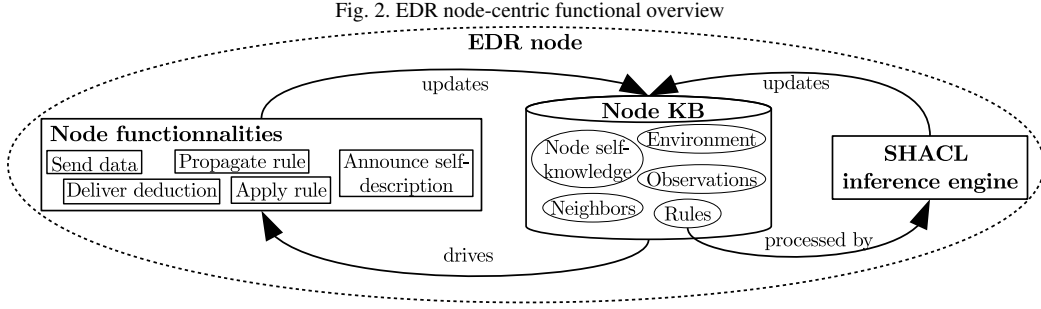 Fig. 2. EDR node-centric functional overview
EDR node
updates
updates
Node functionnalities
Send data
Propagate rule
Announce self-
description
Deliver deduction
Apply rule
Node KB
Node self-
knowledge
Environment
Observations
Neighbors
Rules
SHACL
inference engine
drives
processed by